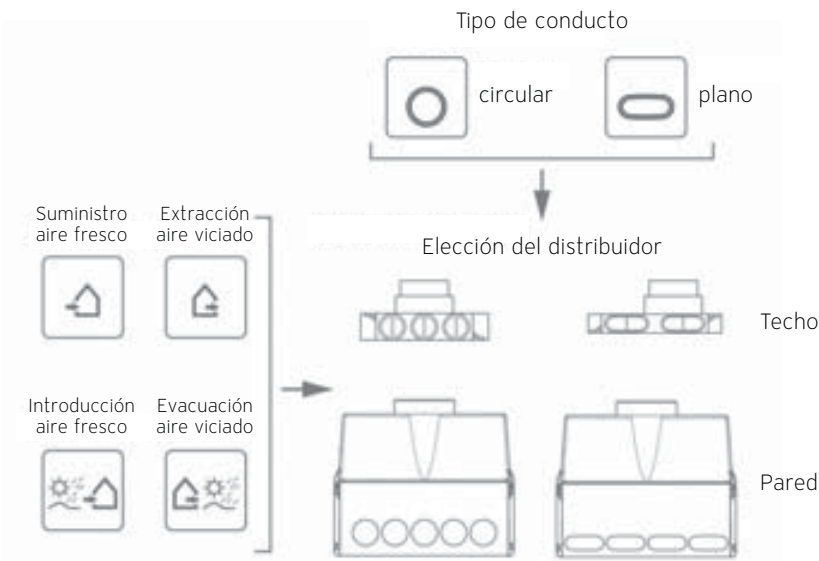 Tipo de conducto
circular
plano
Suministro
aire fresco
Extracción
aire viciado
Elección del distribuidor
Techo
Introducción
aire fresco
Evacuación
aire viciado
Pared